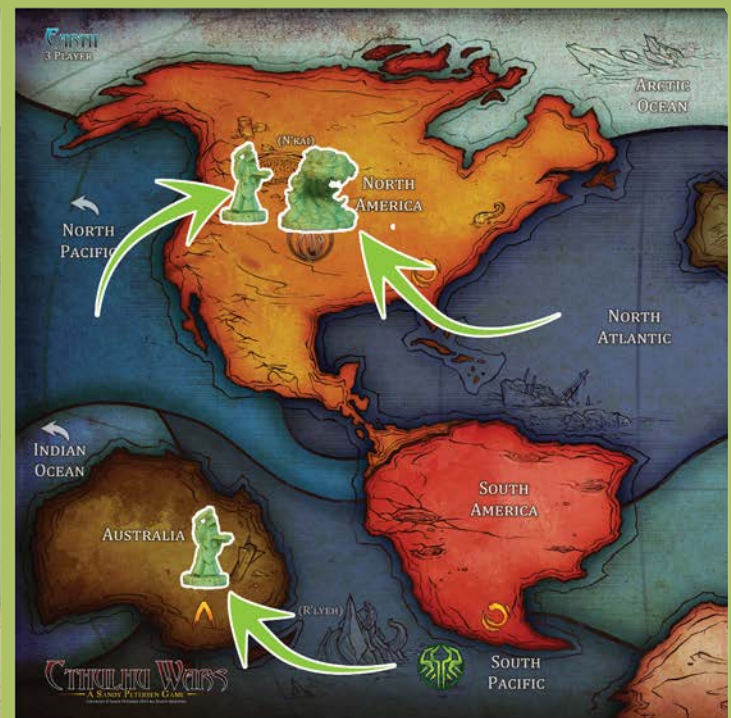 EARTH
3 PLAYER
ARCTIC
OCEAN
(N'KAI)
NORTH
AMERICA
NORTH
PACIFIC
NORTH
ATLANTIC
INDIAN
OCEAN
SOUTH
AMERICA
AUSTRALIA
(R'LYEH)
SOUTH
PACIFIC
CTHULHU WARS
A SANDY PETERSEN GAME